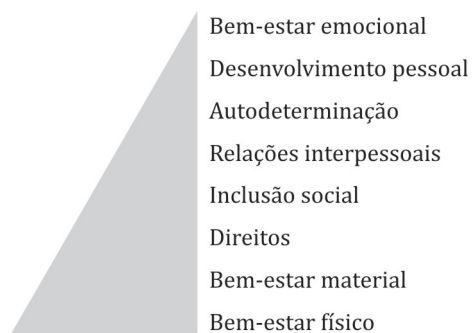 Bem-estar emocional
Desenvolvimento pessoal
Autodeterminação
Relações interpessoais
Inclusão social
Direitos
Bem-estar material
Bem-estar físico